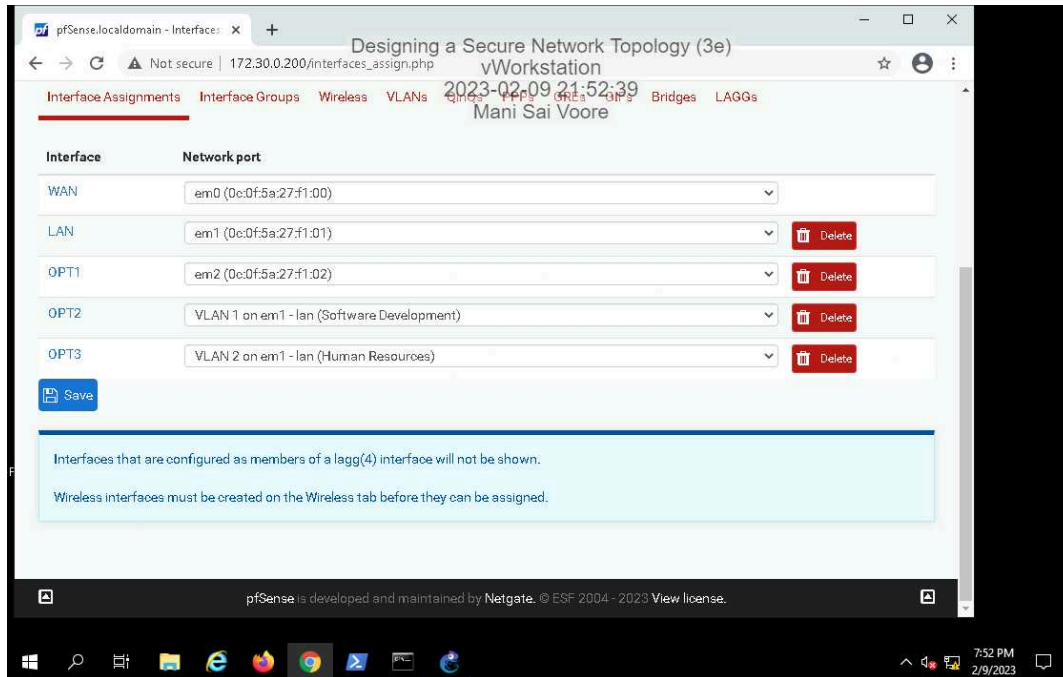 pfSense.localdomain - Interface:
Designing a Secure Network Topology (3e)
Not secure | 172.30.0.200/interfaces_assign.php
vWorkstation
2023-02-09 21:52:39
Mani Sai Voore
Interface Assignments Interface Groups Wireless VLANs QinQs PPPs GREs GIFs Bridges LAGGs
Interface Network port
WAN em0 (0c:0f:5a:27:f1:00)
LAN em1 (0c:0f:5a:27:f1:01) Delete
OPT1 em2 (0c:0f:5a:27:f1:02) Delete
OPT2 VLAN 1 on em1 - lan (Software Development) Delete
OPT3 VLAN 2 on em1 - lan (Human Resources) Delete
Save
Interfaces that are configured as members of a lagg(4) interface will not be shown.
Wireless interfaces must be created on the Wireless tab before they can be assigned.
pfSense is developed and maintained by Netgate. © ESF 2004 - 2023 View license.
7:52 PM
2/9/2023